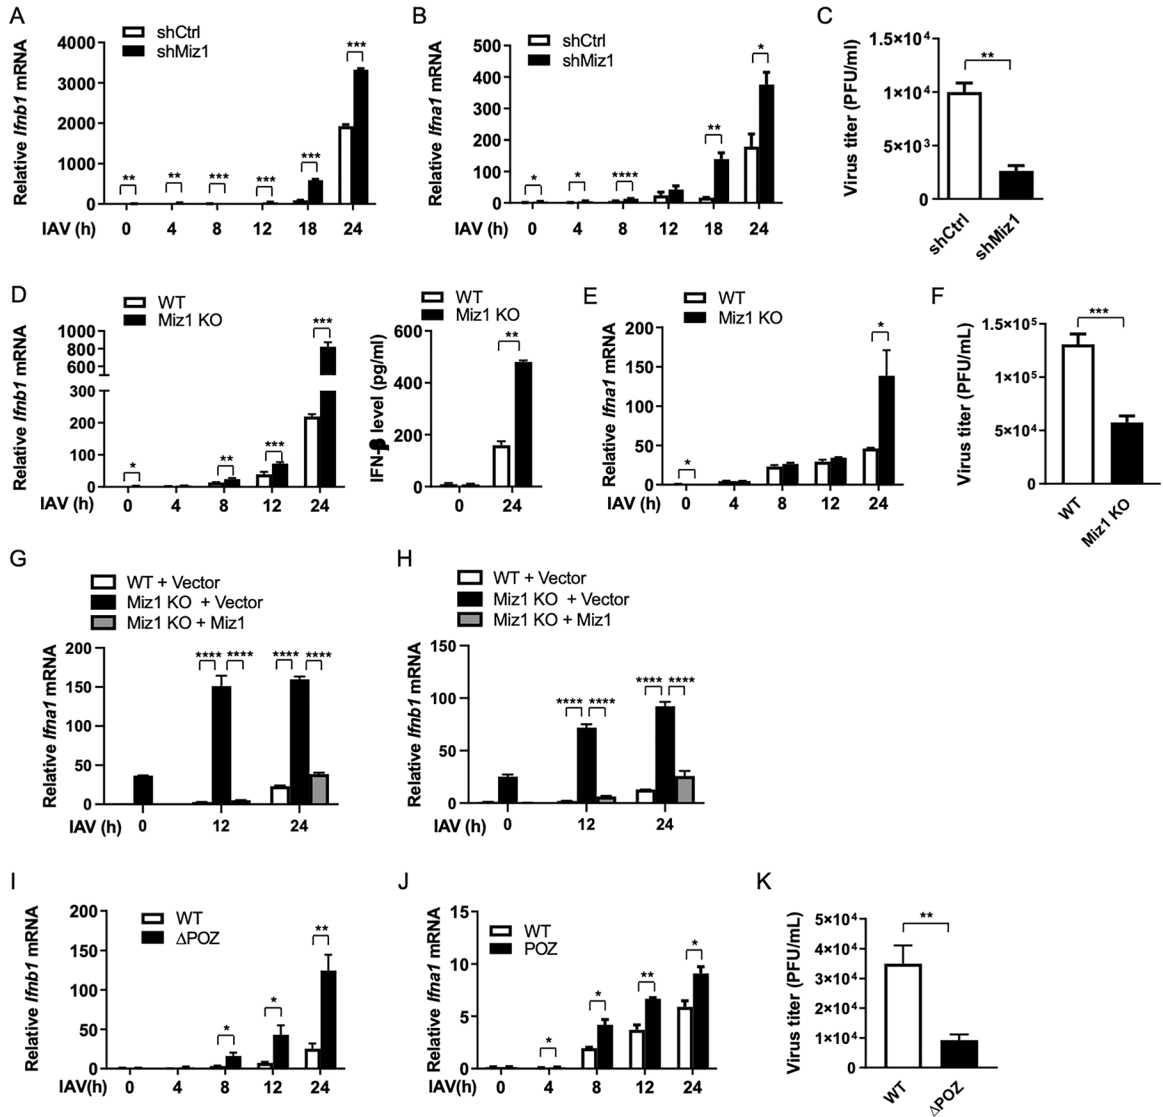 A
shCtrl
shMiz1
Relative Ifnb1 mRNA
4000
3000
2000
1000
0
** ** *** *** *** ***
IAV (h) 0 4 8 12 18 24
B
shCtrl
shMiz1
Relative Ifna1 mRNA
500
400
300
200
100
0
* * **** ** *
IAV (h) 0 4 8 12 18 24
C
Virus titer (PFU/ml)
1.5×10⁴
1×10⁴
5×10³
0
**
shCtrl shMiz1
D
WT
Miz1 KO
Relative Ifnb1 mRNA
1000
800
600
300
200
100
0
* ** *** ***
IAV (h) 0 4 8 12 24
WT
Miz1 KO
IFN-β level (pg/ml)
600
400
200
0
**
0 24
E
WT
Miz1 KO
Relative Ifna1 mRNA
200
150
100
50
0
* *
IAV (h) 0 4 8 12 24
F
Virus titer (PFU/mL)
1.5×10⁵
1×10⁵
5×10⁴
0
***
WT Miz1 KO
G
WT + Vector
Miz1 KO + Vector
Miz1 KO + Miz1
Relative Ifna1 mRNA
200
150
100
50
0
**** **** **** ****
IAV (h) 0 12 24
H
WT + Vector
Miz1 KO + Vector
Miz1 KO + Miz1
Relative Ifnb1 mRNA
150
100
50
0
**** **** **** ****
IAV (h) 0 12 24
I
WT
ΔPOZ
Relative Ifnb1 mRNA
200
150
100
50
0
* * **
IAV(h) 0 4 8 12 24
J
WT
POZ
Relative Ifna1 mRNA
15
10
5
0
* * ** *
IAV(h) 0 4 8 12 24
K
Virus titer (PFU/mL)
5×10⁴
4×10⁴
3×10⁴
2×10⁴
1×10⁴
0
**
WT ΔPOZ